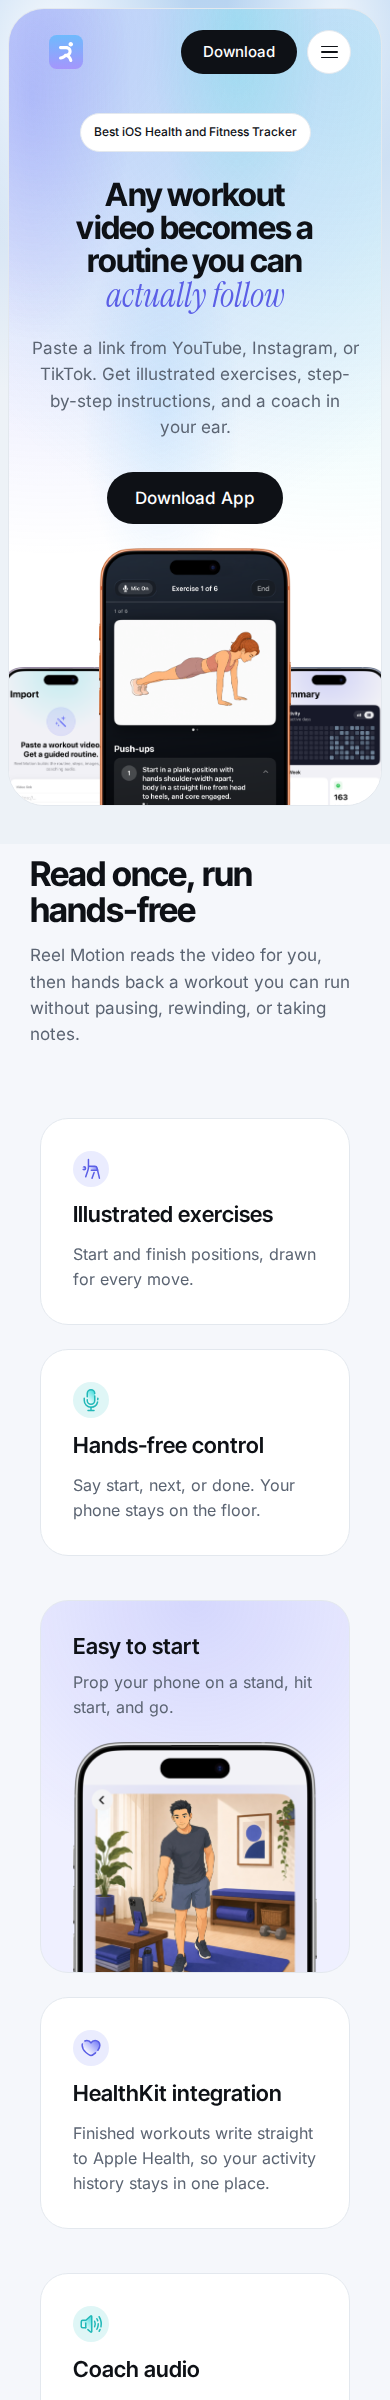 Download
Best iOS Health and Fitness Tracker
Any workout
video becomes a
routine you can
actually follow
Paste a link from YouTube, Instagram, or
TikTok. Get illustrated exercises, step-
by-step instructions, and a coach in
your ear.
Download App
Mic On
Exercise 1 of 6
End
1 of 6
Import
Paste a workout video.
Get a guided routine.
mmary
163
Push-ups
1
Start in a plank position with
hands shoulder-width apart,
body in a straight line from head
to heels, and core engaged.
Read once, run
hands-free
Reel Motion reads the video for you,
then hands back a workout you can run
without pausing, rewinding, or taking
notes.
Illustrated exercises
Start and finish positions, drawn
for every move.
Hands-free control
Say start, next, or done. Your
phone stays on the floor.
Easy to start
Prop your phone on a stand, hit
start, and go.
HealthKit integration
Finished workouts write straight
to Apple Health, so your activity
history stays in one place.
Coach audio